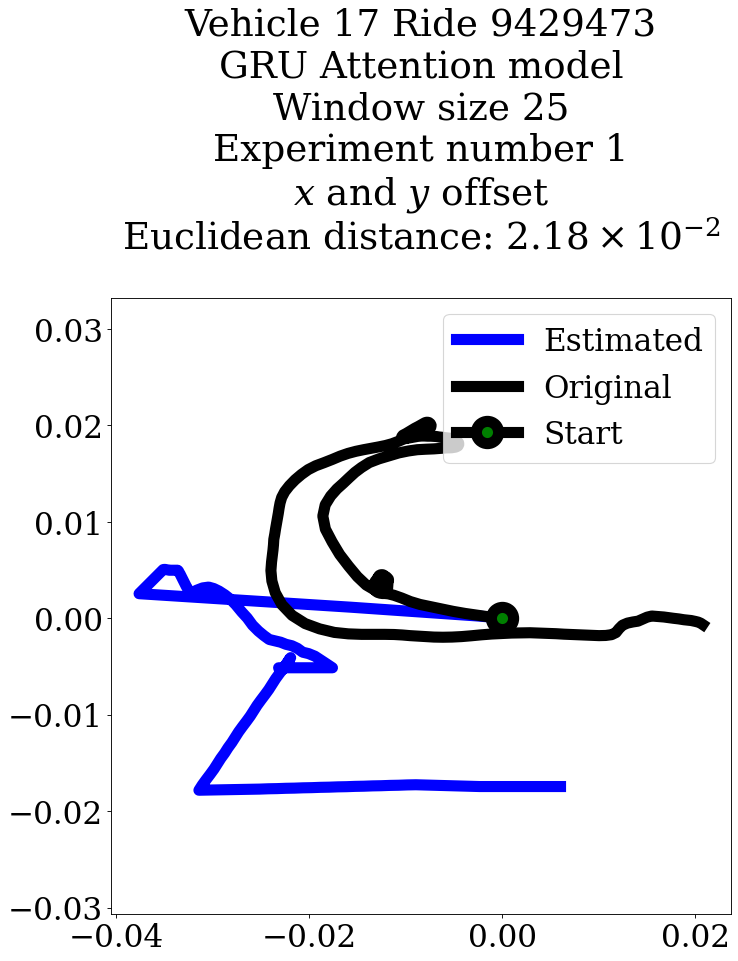 Vehicle 17 Ride 9429473
GRU Attention model
Window size 25
Experiment number 1
x and y offset
Euclidean distance: 2.18 × 10⁻²
Estimated
Original
Start
0.03
0.02
0.01
0.00
−0.01
−0.02
−0.03
−0.04
−0.02
0.00
0.02